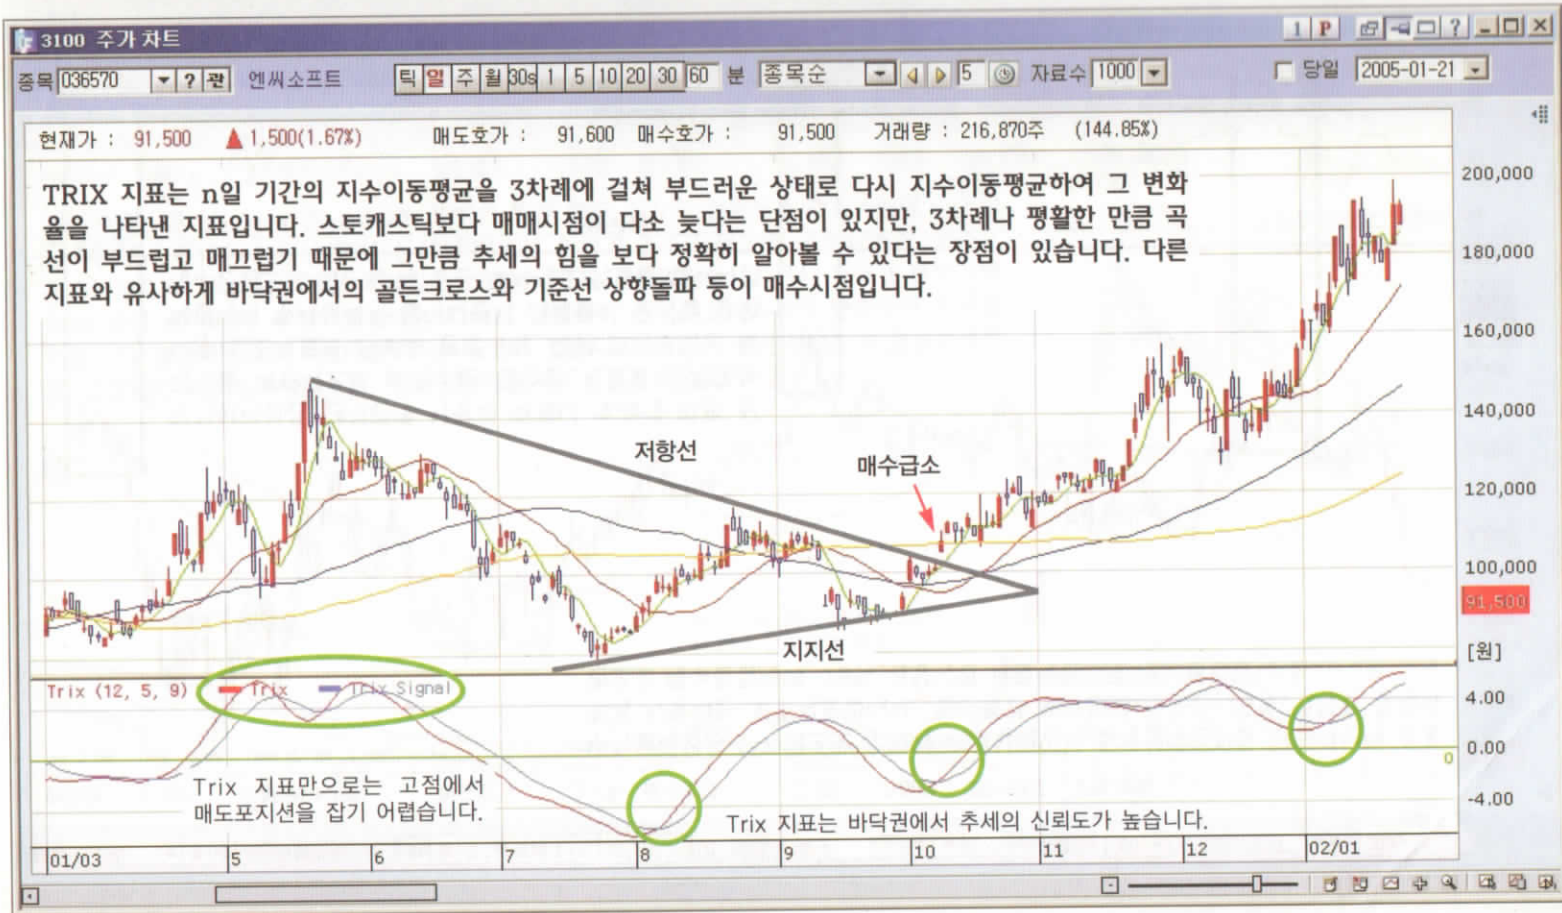 3100 주가 차트
1 P
종목 036570 ? 관 엔씨소프트 틱 일 주 월 30s 1 5 10 20 30 60 분 종목순 5 자료수 1000 당일 2005-01-21
현재가 : 91,500 ▲ 1,500(1.67%) 매도호가 : 91,600 매수호가 : 91,500 거래량 : 216,870주 (144.85%)
TRIX 지표는 n일 기간의 지수이동평균을 3차례에 걸쳐 부드러운 상태로 다시 지수이동평균하여 그 변화
율을 나타낸 지표입니다. 스토캐스틱보다 매매시점이 다소 늦다는 단점이 있지만, 3차례나 평활한 만큼 곡
선이 부드럽고 매끄럽기 때문에 그만큼 추세의 힘을 보다 정확히 알아볼 수 있다는 장점이 있습니다. 다른
지표와 유사하게 바닥권에서의 골든크로스와 기준선 상향돌파 등이 매수시점입니다.
200,000
180,000
160,000
140,000
120,000
100,000
91,500
[원]
저항선
매수급소
지지선
Trix (12, 5, 9) Trix Trix Signal
4.00
0.00
0
-4.00
Trix 지표만으로는 고점에서
매도포지션을 잡기 어렵습니다.
Trix 지표는 바닥권에서 추세의 신뢰도가 높습니다.
01/03 5 6 7 8 9 10 11 12 02/01